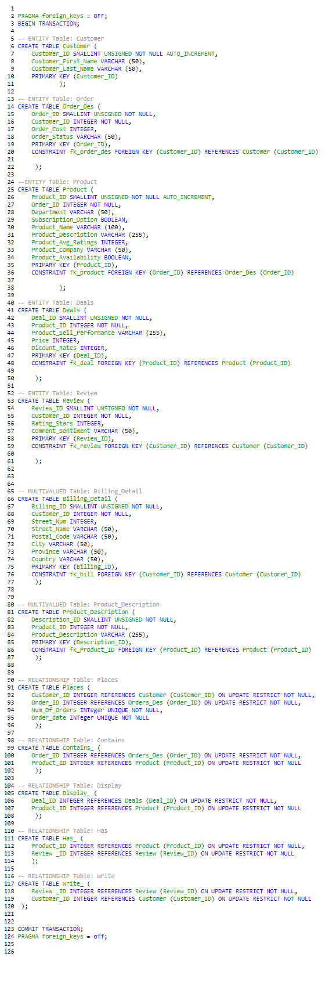 1
2 PRAGMA foreign_keys = OFF;
3 BEGIN TRANSACTION;
4
5 -- ENTITY Table: Customer
6 CREATE TABLE Customer (
7 Customer_ID SMALLINT UNSIGNED NOT NULL AUTO_INCREMENT,
8 Customer_First_Name VARCHAR (50),
9 Customer_Last_Name VARCHAR (50),
10 PRIMARY KEY (Customer_ID)
11 );
12
13 -- ENTITY Table: Order
14 CREATE TABLE Order_Des (
15 Order_ID SMALLINT UNSIGNED NOT NULL,
16 Customer_ID INTEGER NOT NULL,
17 Order_Cost INTEGER,
18 Order_Status VARCHAR (50),
19 PRIMARY KEY (Order_ID),
20 CONSTRAINT fk_order_des FOREIGN KEY (Customer_ID) REFERENCES Customer (Customer_ID)
21
22 );
23
24 --ENTITY Table: Product
25 CREATE TABLE Product (
26 Product_ID SMALLINT UNSIGNED NOT NULL AUTO_INCREMENT,
27 Order_ID INTEGER NOT NULL,
28 Department VARCHAR (50),
29 Subscription_Option BOOLEAN,
30 Product_Name VARCHAR (100),
31 Product_Description VARCHAR (255),
32 Product_Avg_Ratings INTEGER,
33 Product_Company VARCHAR (50),
34 Product_Availability BOOLEAN,
35 PRIMARY KEY (Product_ID),
36 CONSTRAINT fk_product FOREIGN KEY (Order_ID) REFERENCES Order_Des (Order_ID)
37
38 );
39
40 -- ENTITY Table: Deals
41 CREATE TABLE Deals (
42 Deal_ID SMALLINT UNSIGNED NOT NULL,
43 Product_ID INTEGER NOT NULL,
44 Product_Sell_Performance VARCHAR (255),
45 Price INTEGER,
46 Dicount_Rates INTEGER,
47 PRIMARY KEY (Deal_ID),
48 CONSTRAINT fk_deal FOREIGN KEY (Product_ID) REFERENCES Product (Product_ID)
49
50 );
51
52 -- ENTITY Table: Review
53 CREATE TABLE Review (
54 Review_ID SMALLINT UNSIGNED NOT NULL,
55 Customer_ID INTEGER NOT NULL,
56 Rating_Stars INTEGER,
57 Comment_Sentiment VARCHAR (50),
58 PRIMARY KEY (Review_ID),
59 CONSTRAINT fk_review FOREIGN KEY (Customer_ID) REFERENCES Customer (Customer_ID)
60
61 );
62
63
64
65 -- MULTIVALUED Table: Billing_Detail
66 CREATE TABLE Billing_Detail (
67 Billing_ID SMALLINT UNSIGNED NOT NULL,
68 Customer_ID INTEGER NOT NULL,
69 Street_Num INTEGER,
70 Street_Name VARCHAR (50),
71 Postal_Code VARCHAR (50),
72 City VARCHAR (50),
73 Province VARCHAR (50),
74 Country VARCHAR (50),
75 PRIMARY KEY (Billing_ID),
76 CONSTRAINT fk_bill FOREIGN KEY (Customer_ID) REFERENCES Customer (Customer_ID)
77 );
78
79
80 -- MULTIVALUED Table: Product_Description
81 CREATE TABLE Product_Description (
82 Description_ID SMALLINT UNSIGNED NOT NULL,
83 Product_ID INTEGER NOT NULL,
84 Product_Description VARCHAR (255),
85 PRIMARY KEY (Description_ID),
86 CONSTRAINT fk_Product_ID FOREIGN KEY (Product_ID) REFERENCES Product (Product_ID)
87 );
88
89
90 -- RELATIONSHIP Table: Places
91 CREATE TABLE Places (
92 Customer_ID INTEGER REFERENCES Customer (Customer_ID) ON UPDATE RESTRICT NOT NULL,
93 Order_ID INTEGER REFERENCES Orders_Des (Order_ID) ON UPDATE RESTRICT NOT NULL,
94 Num_Of_Orders INTeger UNIQUE NOT NULL,
95 Order_date INTeger UNIQUE NOT NULL
96 );
97
98 -- RELATIONSHIP Table: Contains
99 CREATE TABLE Contains_ (
100 Order_ID INTEGER REFERENCES Orders_Des (Order_ID) ON UPDATE RESTRICT NOT NULL,
101 Product_ID INTEGER REFERENCES Product (Product_ID) ON UPDATE RESTRICT NOT NULL
102 );
103
104 -- RELATIONSHIP Table: Display
105 CREATE TABLE Display_ (
106 Deal_ID INTEGER REFERENCES Deals (Deal_ID) ON UPDATE RESTRICT NOT NULL,
107 Product_ID INTEGER REFERENCES Product (Product_ID) ON UPDATE RESTRICT NOT NULL
108 );
109
110 -- RELATIONSHIP Table: Has
111 CREATE TABLE Has_ (
112 Product_ID INTEGER REFERENCES Product (Product_ID) ON UPDATE RESTRICT NOT NULL,
113 Review _ID INTEGER REFERENCES Review (Review_ID) ON UPDATE RESTRICT NOT NULL
114 );
115
116 -- RELATIONSHIP Table: Write
117 CREATE TABLE Write_ (
118 Review _ID INTEGER REFERENCES Review (Review_ID) ON UPDATE RESTRICT NOT NULL,
119 Customer_ID INTEGER REFERENCES Customer (Customer_ID) ON UPDATE RESTRICT NOT NULL
120 );
121
122
123 COMMIT TRANSACTION;
124 PRAGMA foreign_keys = off;
125
126